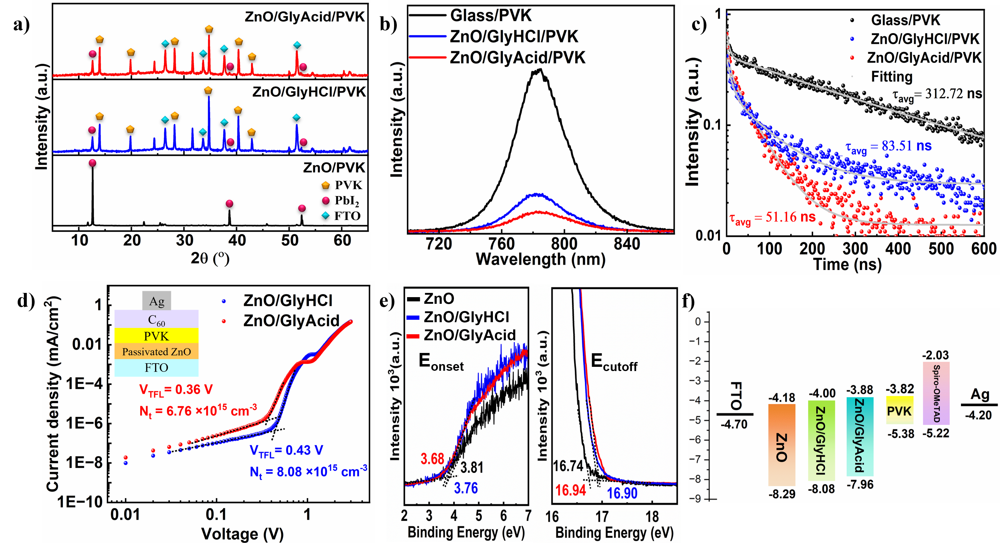 a)
ZnO/GlyAcid/PVK
ZnO/GlyHCl/PVK
ZnO/PVK
PVK
PbI2
FTO
Intensity (a.u.)
10 20 30 40 50 60
2θ (º)
b)
Glass/PVK
ZnO/GlyHCl/PVK
ZnO/GlyAcid/PVK
Intensity (a.u.)
720 760 800 840
Wavelength (nm)
c)
Glass/PVK
ZnO/GlyHCl/PVK
ZnO/GlyAcid/PVK
Fitting
τavg= 312.72 ns
τavg = 83.51 ns
τavg = 51.16 ns
Intensity (a.u.)
1
0.1
0.01
0 100 200 300 400 500 600
Time (ns)
d)
ZnO/GlyHCl
ZnO/GlyAcid
Ag
C60
PVK
Passivated ZnO
FTO
VTFL= 0.36 V
Nt = 6.76 ×10^15 cm^-3
VTFL= 0.43 V
Nt = 8.08 ×10^15 cm^-3
Current density (mA/cm^2)
1
0.01
1E−4
1E−6
1E−8
1E−10
0.01 0.1 1
Voltage (V)
e)
ZnO
ZnO/GlyHCl
ZnO/GlyAcid
Eonset
3.68
3.81
3.76
Intensity 10^3(a.u.)
2 3 4 5 6 7
Binding Energy (eV)
Ecutoff
16.74
16.94
16.90
Intensity 10^3 (a.u.)
16 17 18
Binding Energy (eV)
f)
0
−1
−2
−3
−4
−5
−6
−7
−8
−9
FTO
-4.70
-4.18
ZnO
-8.29
-4.00
ZnO/GlyHCl
-8.08
-3.88
ZnO/GlyAcid
-7.96
-3.82
PVK
-5.38
-2.03
Spiro-OMeTAD
-5.22
Ag
-4.20